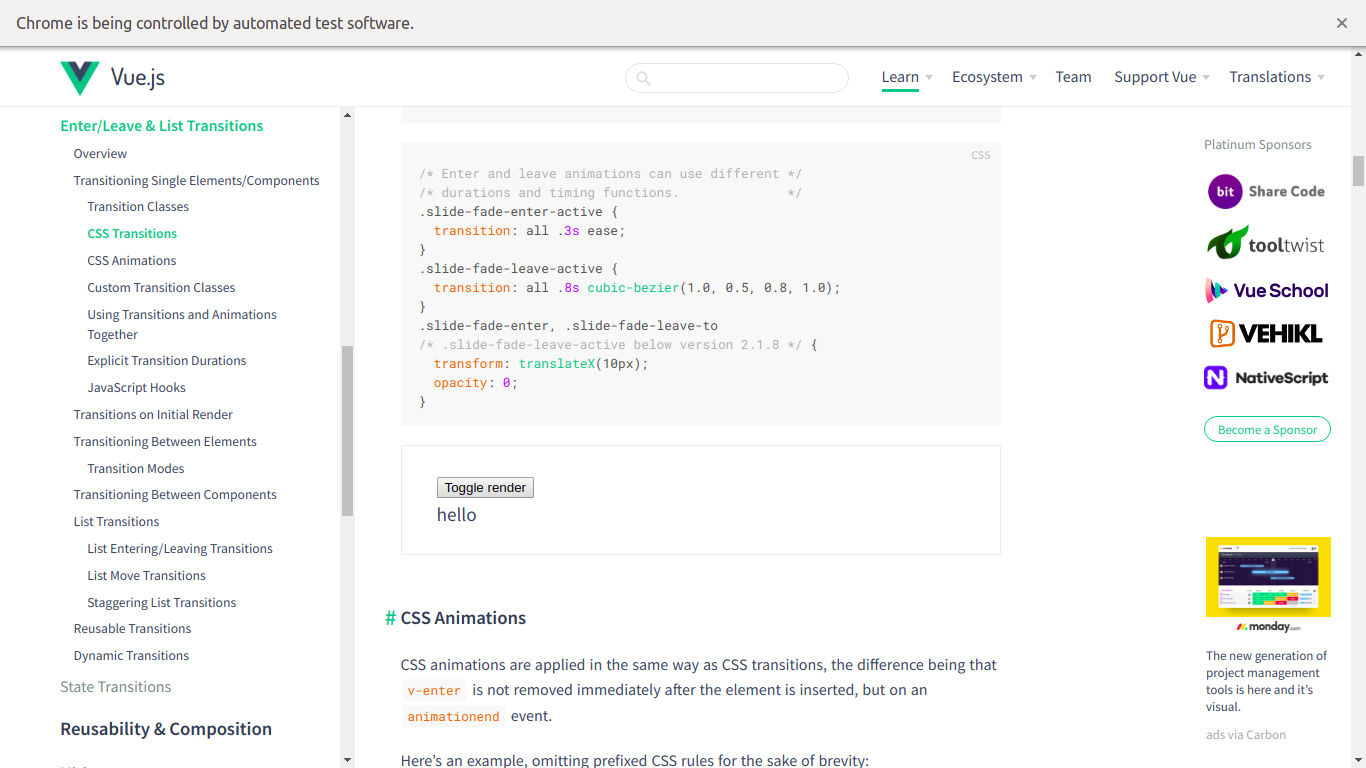 Chrome is being controlled by automated test software.
Vue.js
Learn
Ecosystem
Team
Support Vue
Translations
Enter/Leave & List Transitions
Overview
Transitioning Single Elements/Components
Transition Classes
CSS Transitions
CSS Animations
Custom Transition Classes
Using Transitions and Animations
Together
Explicit Transition Durations
JavaScript Hooks
Transitions on Initial Render
Transitioning Between Elements
Transition Modes
Transitioning Between Components
List Transitions
List Entering/Leaving Transitions
List Move Transitions
Staggering List Transitions
Reusable Transitions
Dynamic Transitions
State Transitions
Reusability & Composition
CSS
/* Enter and leave animations can use different */
/* durations and timing functions. */
.slide-fade-enter-active {
transition: all .3s ease;
}
.slide-fade-leave-active {
transition: all .8s cubic-bezier(1.0, 0.5, 0.8, 1.0);
}
.slide-fade-enter, .slide-fade-leave-to
/* .slide-fade-leave-active below version 2.1.8 */ {
transform: translateX(10px);
opacity: 0;
}
Toggle render
hello
# CSS Animations
CSS animations are applied in the same way as CSS transitions, the difference being that
v-enter is not removed immediately after the element is inserted, but on an
animationend event.
Here's an example, omitting prefixed CSS rules for the sake of brevity:
Platinum Sponsors
bit Share Code
tooltwist
Vue School
VEHIKL
NativeScript
Become a Sponsor
monday.com
The new generation of
project management
tools is here and it's
visual.
ads via Carbon